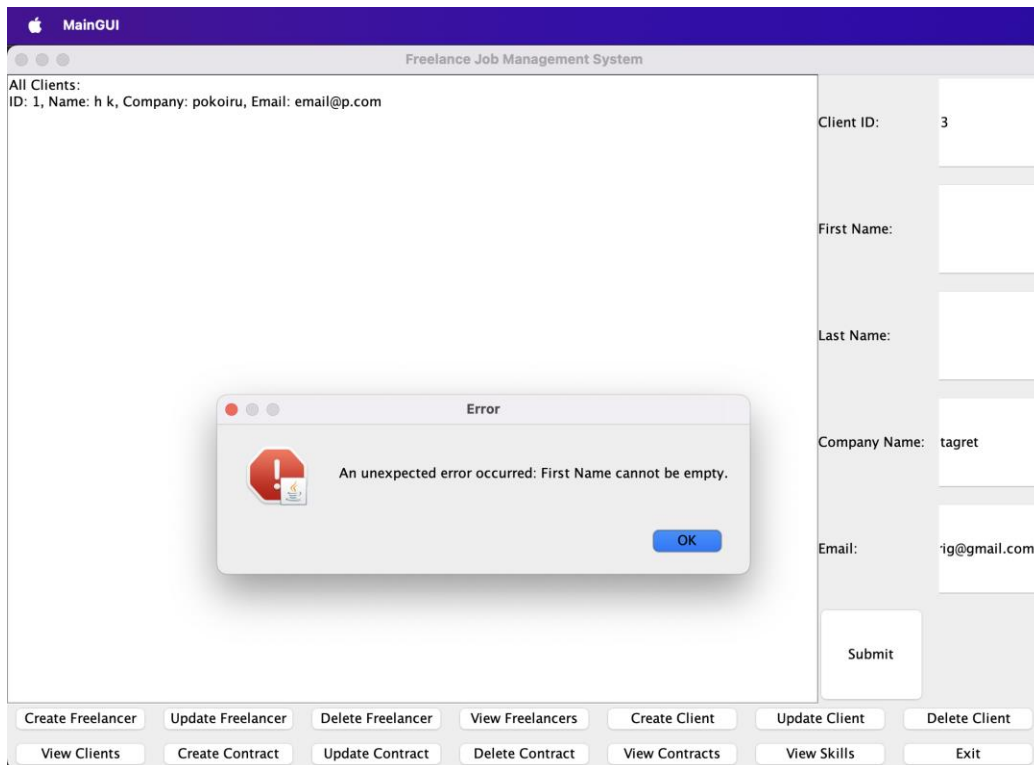 MainGUI
Freelance Job Management System
All Clients:
ID: 1, Name: h k, Company: pokoiru, Email: email@p.com
Client ID: 3
First Name:
Last Name:
Company Name: tagret
Email: rig@gmail.com
Submit
Error
An unexpected error occurred: First Name cannot be empty.
OK
Create Freelancer Update Freelancer Delete Freelancer View Freelancers Create Client Update Client Delete Client
View Clients Create Contract Update Contract Delete Contract View Contracts View Skills Exit